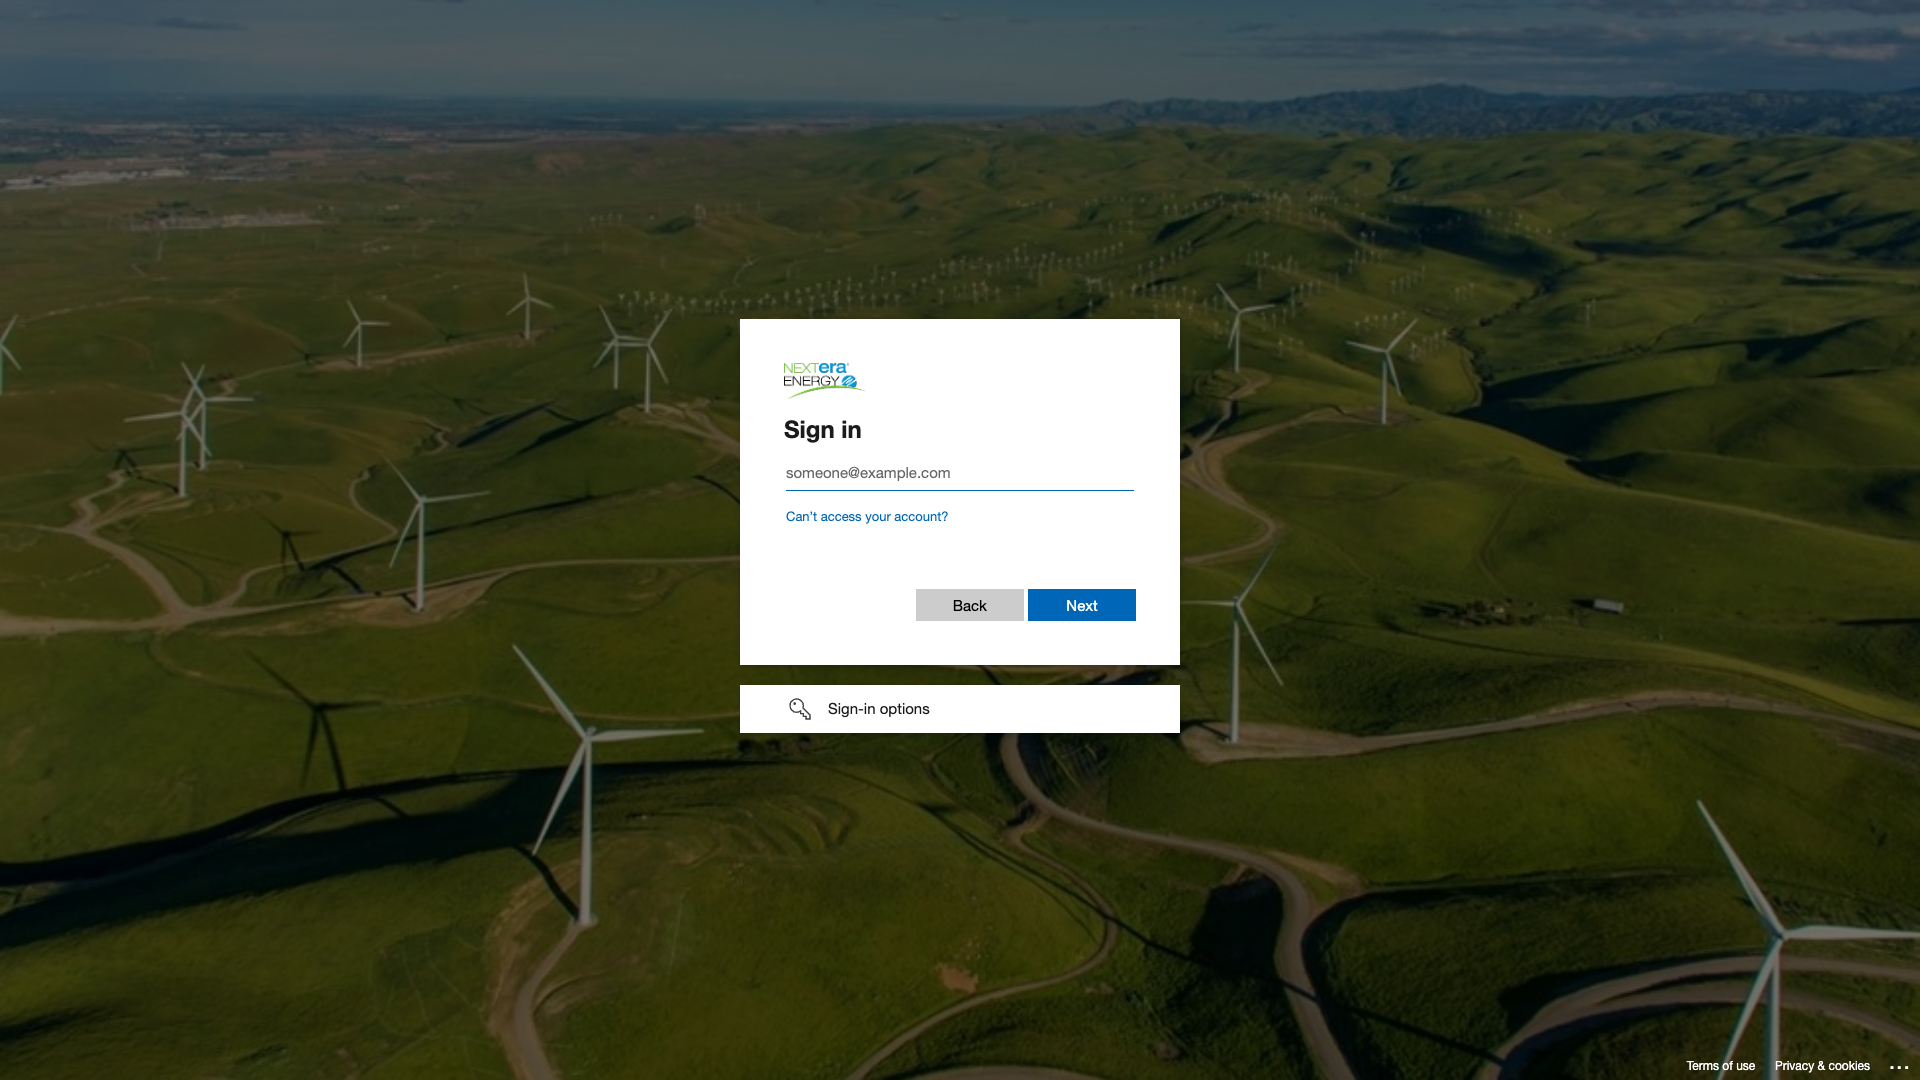 NEXTera®
ENERGY
Sign in
someone@example.com
Can't access your account?
Back
Next
Sign-in options
Terms of use
Privacy & cookies
...